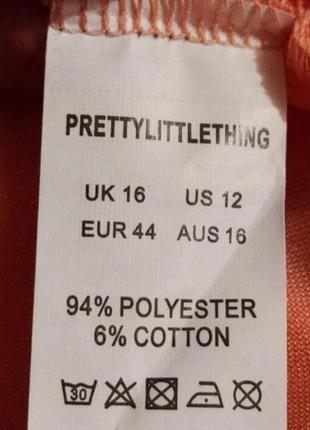 PRETTYLITTLETHING
UK 16 US 12
EUR 44 AUS 16
94% POLYESTER
6% COTTON
30